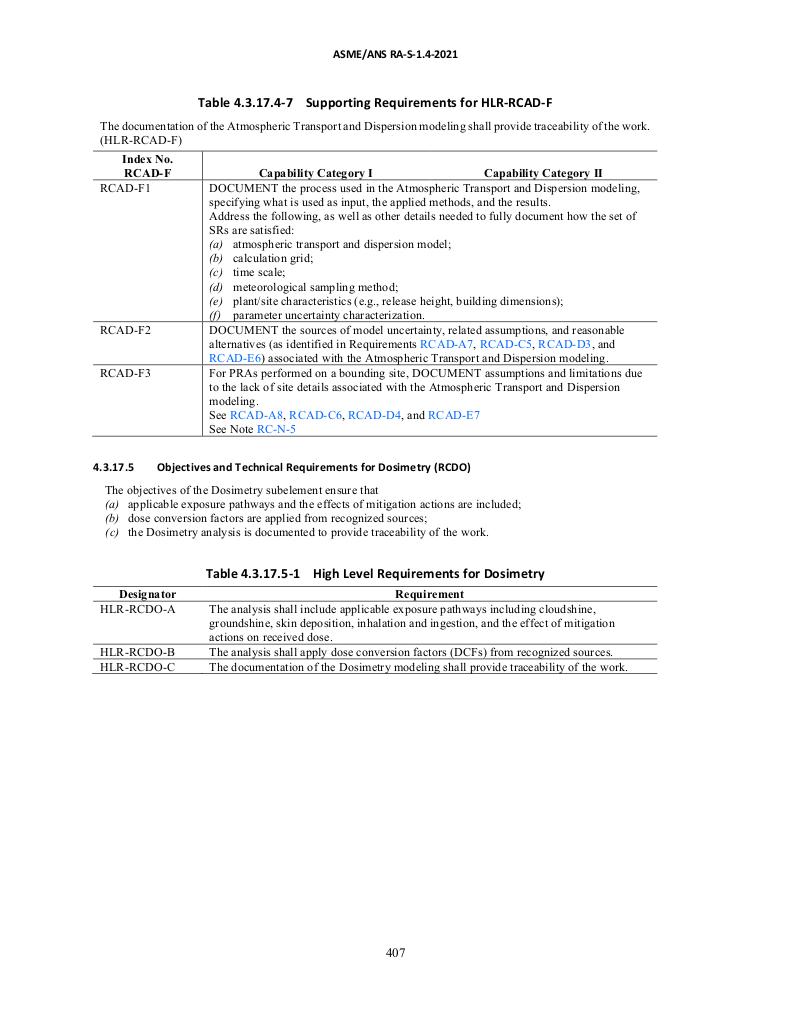 ASME/ANS RA-S-1.4-2021
Table 4.3.17.4-7 Supporting Requirements for HLR-RCAD-F
The documentation of the Atmospheric Transport and Dispersion modeling shall provide traceability of the work.
(HLR-RCAD-F)
Index No.
RCAD-F Capability Category I Capability Category II
RCAD-F1 DOCUMENT the process used in the Atmospheric Transport and Dispersion modeling,
specifying what is used as input, the applied methods, and the results.
Address the following, as well as other details needed to fully document how the set of
SRs are satisfied:
(a) atmospheric transport and dispersion model;
(b) calculation grid;
(c) time scale;
(d) meteorological sampling method;
(e) plant/site characteristics (e.g., release height, building dimensions);
(f) parameter uncertainty characterization.
RCAD-F2 DOCUMENT the sources of model uncertainty, related assumptions, and reasonable
alternatives (as identified in Requirements RCAD-A7, RCAD-C5, RCAD-D3, and
RCAD-E6) associated with the Atmospheric Transport and Dispersion modeling.
RCAD-F3 For PRAs performed on a bounding site, DOCUMENT assumptions and limitations due
to the lack of site details associated with the Atmospheric Transport and Dispersion
modeling.
See RCAD-A8, RCAD-C6, RCAD-D4, and RCAD-E7
See Note RC-N-5
4.3.17.5 Objectives and Technical Requirements for Dosimetry (RCDO)
The objectives of the Dosimetry subelement ensure that
(a) applicable exposure pathways and the effects of mitigation actions are included;
(b) dose conversion factors are applied from recognized sources;
(c) the Dosimetry analysis is documented to provide traceability of the work.
Table 4.3.17.5-1 High Level Requirements for Dosimetry
Designator Requirement
HLR-RCDO-A The analysis shall include applicable exposure pathways including cloudshine,
groundshine, skin deposition, inhalation and ingestion, and the effect of mitigation
actions on received dose.
HLR-RCDO-B The analysis shall apply dose conversion factors (DCFs) from recognized sources.
HLR-RCDO-C The documentation of the Dosimetry modeling shall provide traceability of the work.
407